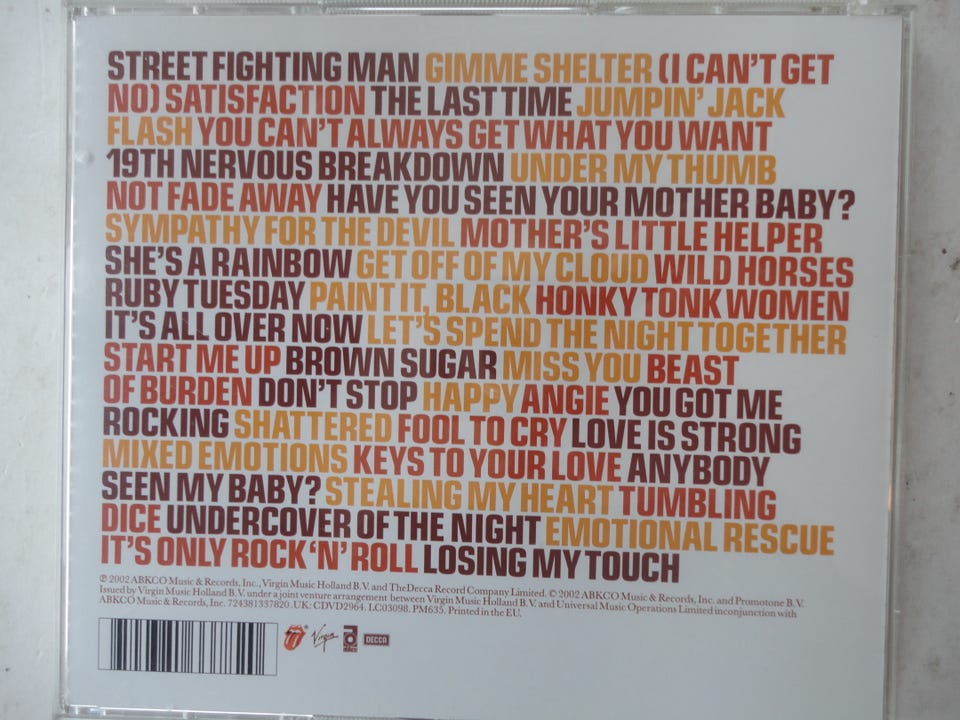 STREET FIGHTING MAN GIMME SHELTER (I CAN'T GET
NO) SATISFACTION THE LAST TIME JUMPIN' JACK
FLASH YOU CAN'T ALWAYS GET WHAT YOU WANT
19TH NERVOUS BREAKDOWN UNDER MY THUMB
NOT FADE AWAY HAVE YOU SEEN YOUR MOTHER BABY?
SYMPATHY FOR THE DEVIL MOTHER'S LITTLE HELPER
SHE'S A RAINBOW GET OFF OF MY CLOUD WILD HORSES
RUBY TUESDAY PAINT IT, BLACK HONKY TONK WOMEN
IT'S ALL OVER NOW LET'S SPEND THE NIGHT TOGETHER
START ME UP BROWN SUGAR MISS YOU BEAST
OF BURDEN DON'T STOP HAPPY ANGIE YOU GOT ME
ROCKING SHATTERED FOOL TO CRY LOVE IS STRONG
MIXED EMOTIONS KEYS TO YOUR LOVE ANYBODY
SEEN MY BABY? STEALING MY HEART TUMBLING
DICE UNDERCOVER OF THE NIGHT EMOTIONAL RESCUE
IT'S ONLY ROCK 'N' ROLL LOSING MY TOUCH
℗ 2002 ABKCO Music & Records, Inc., Virgin Music Holland B.V. and TheDecca Record Company Limited. © 2002 ABKCO Music & Records, Inc. and Promotone B.V.
Issued by Virgin Music Holland B.V. under a joint venture arrangement between Virgin Music Holland B.V. and Universal Music Operations Limited inconjunction with
ABKCO Music & Records, Inc. 724381337820. UK: CDVD2964. LC03098. PM635. Printed in the EU.
Virgin abkco DECCA